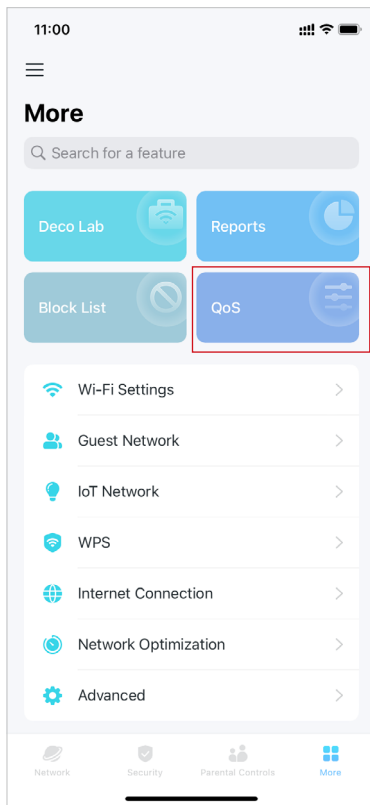 11:00
More
Search for a feature
Deco Lab
Reports
Block List
QoS
Wi-Fi Settings
Guest Network
IoT Network
WPS
Internet Connection
Network Optimization
Advanced
Network
Security
Parental Controls
More